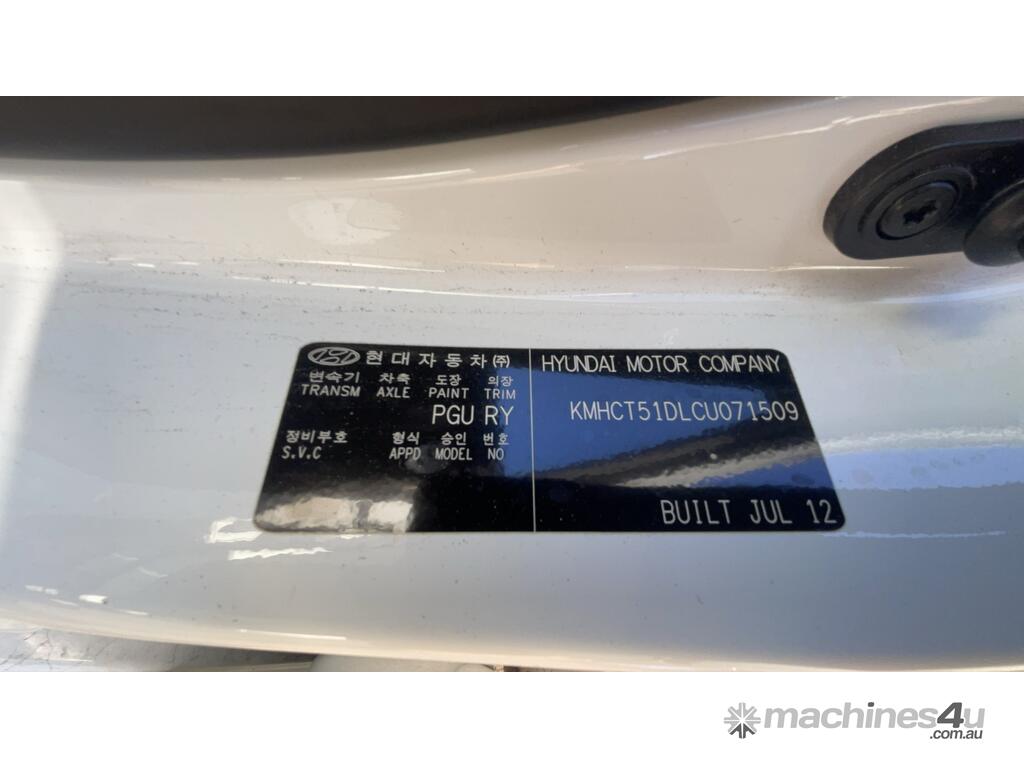 현대자동차㈜
변속기 차축 도장 의장
TRANSM AXLE PAINT TRIM
PGU RY
정비부호 형식 승인 번호
S.V.C APPD MODEL NO
HYUNDAI MOTOR COMPANY
KMHCT51DLCU071509
BUILT JUL 12
machines4u
.com.au